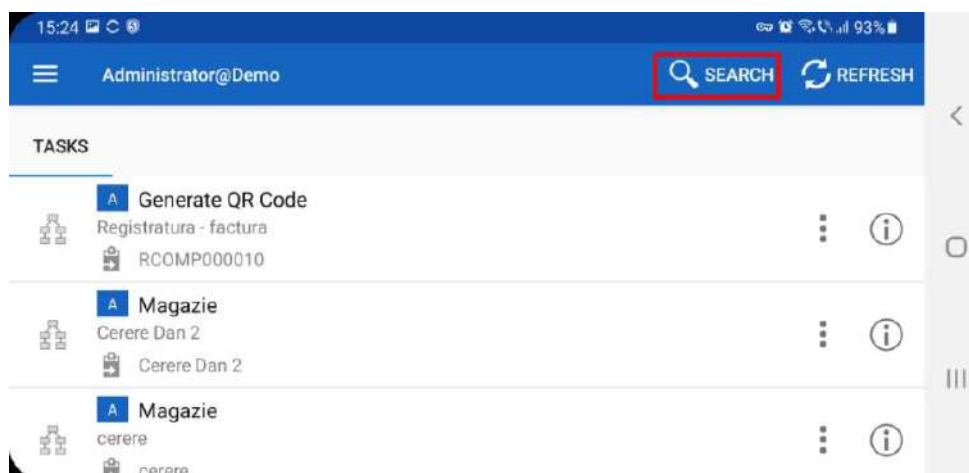 15:24 93%
Administrator@Demo SEARCH REFRESH
TASKS
A Generate QR Code
Registratura - factura
RCOMP000010
A Magazie
Cerere Dan 2
Cerere Dan 2
A Magazie
cerere
cerere